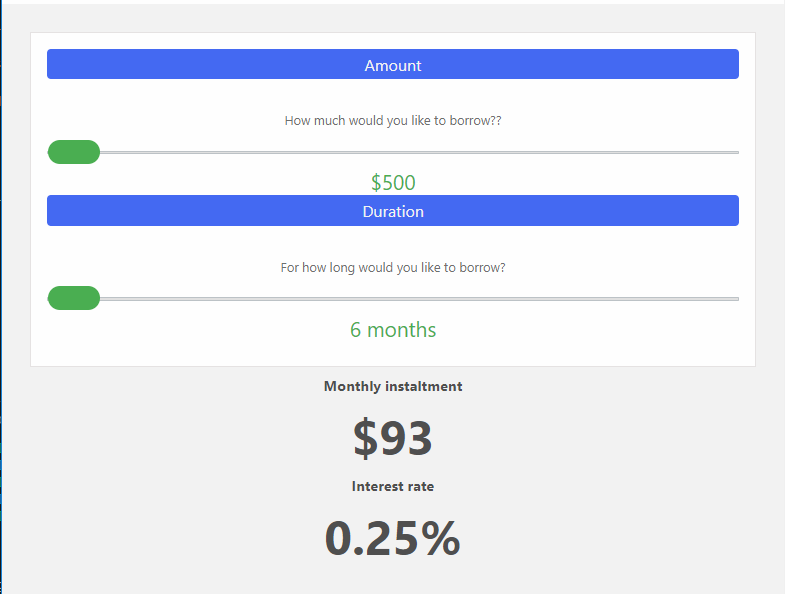 Amount
How much would you like to borrow??
$500
Duration
For how long would you like to borrow?
6 months
Monthly instaltment
$93
Interest rate
0.25%